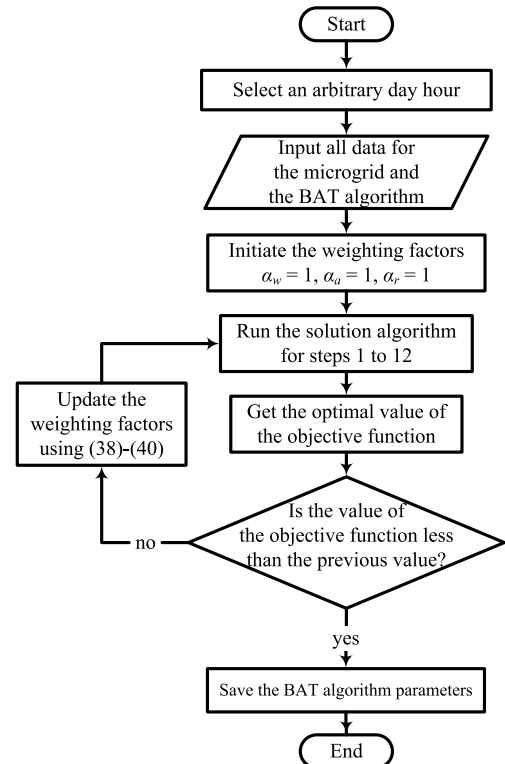 Start
Select an arbitrary day hour
Input all data for
the microgrid and
the BAT algorithm
Initiate the weighting factors
α_w = 1, α_a = 1, α_r = 1
Run the solution algorithm
for steps 1 to 12
Update the
weighting factors
using (38)-(40)
Get the optimal value of
the objective function
Is the value of
the objective function less
than the previous value?
no
yes
Save the BAT algorithm parameters
End